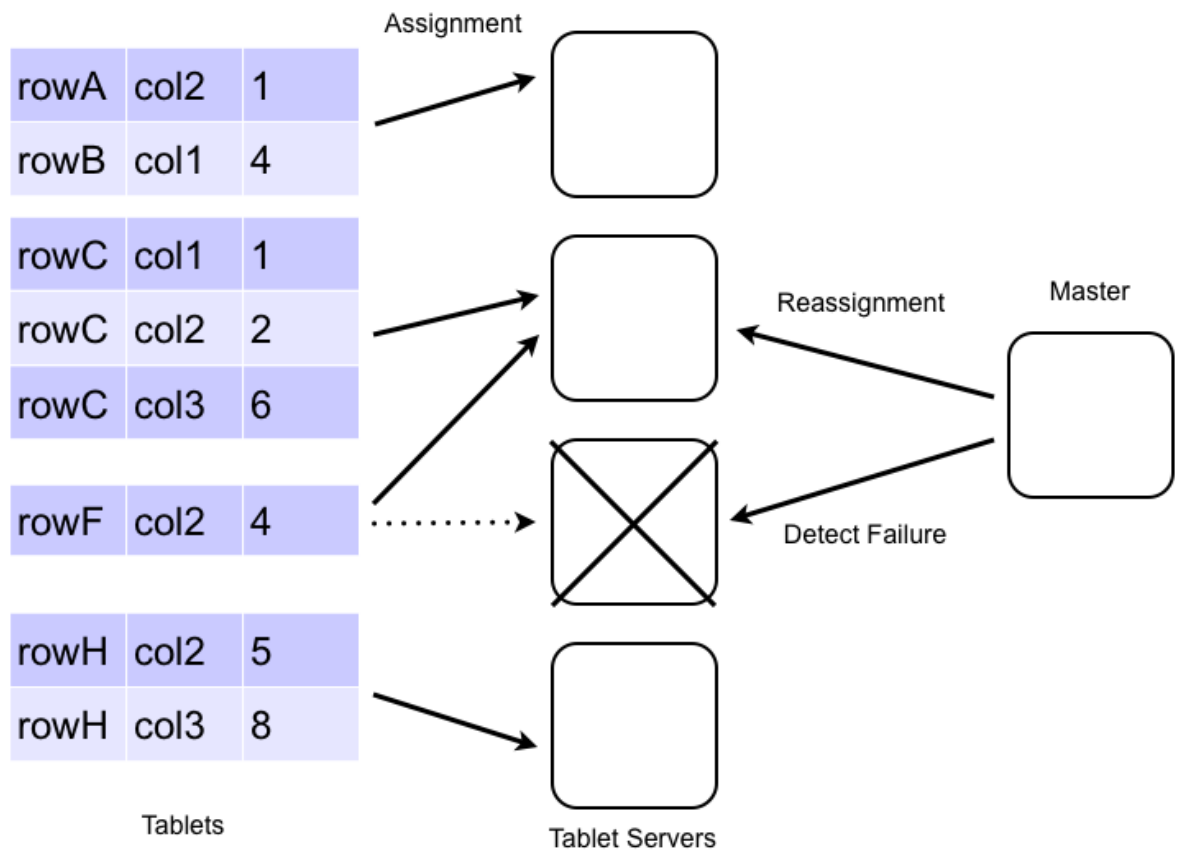 Assignment
rowA col2 1
rowB col1 4
rowC col1 1
rowC col2 2
rowC col3 6
rowF col2 4
rowH col2 5
rowH col3 8
Tablets
Tablet Servers
Reassignment
Master
Detect Failure